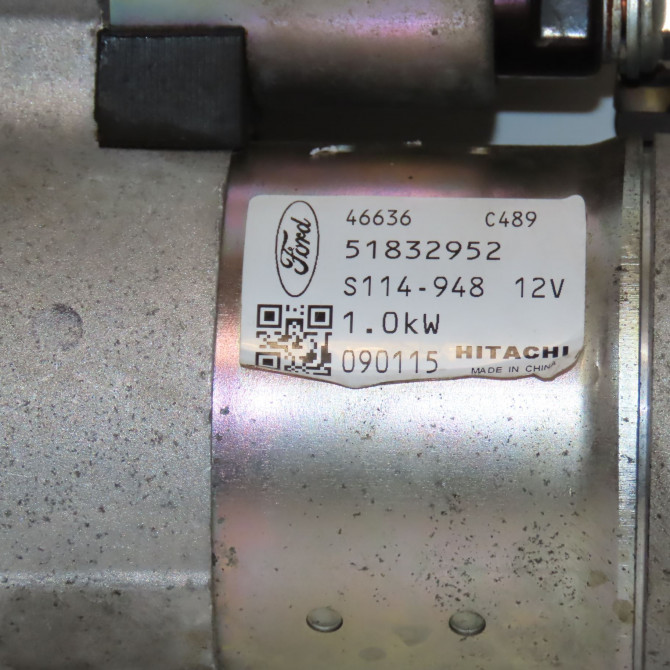 Ford
46636 C489
51832952
S114-948 12V
1.0kW
090115 HITACHI
MADE IN CHINA